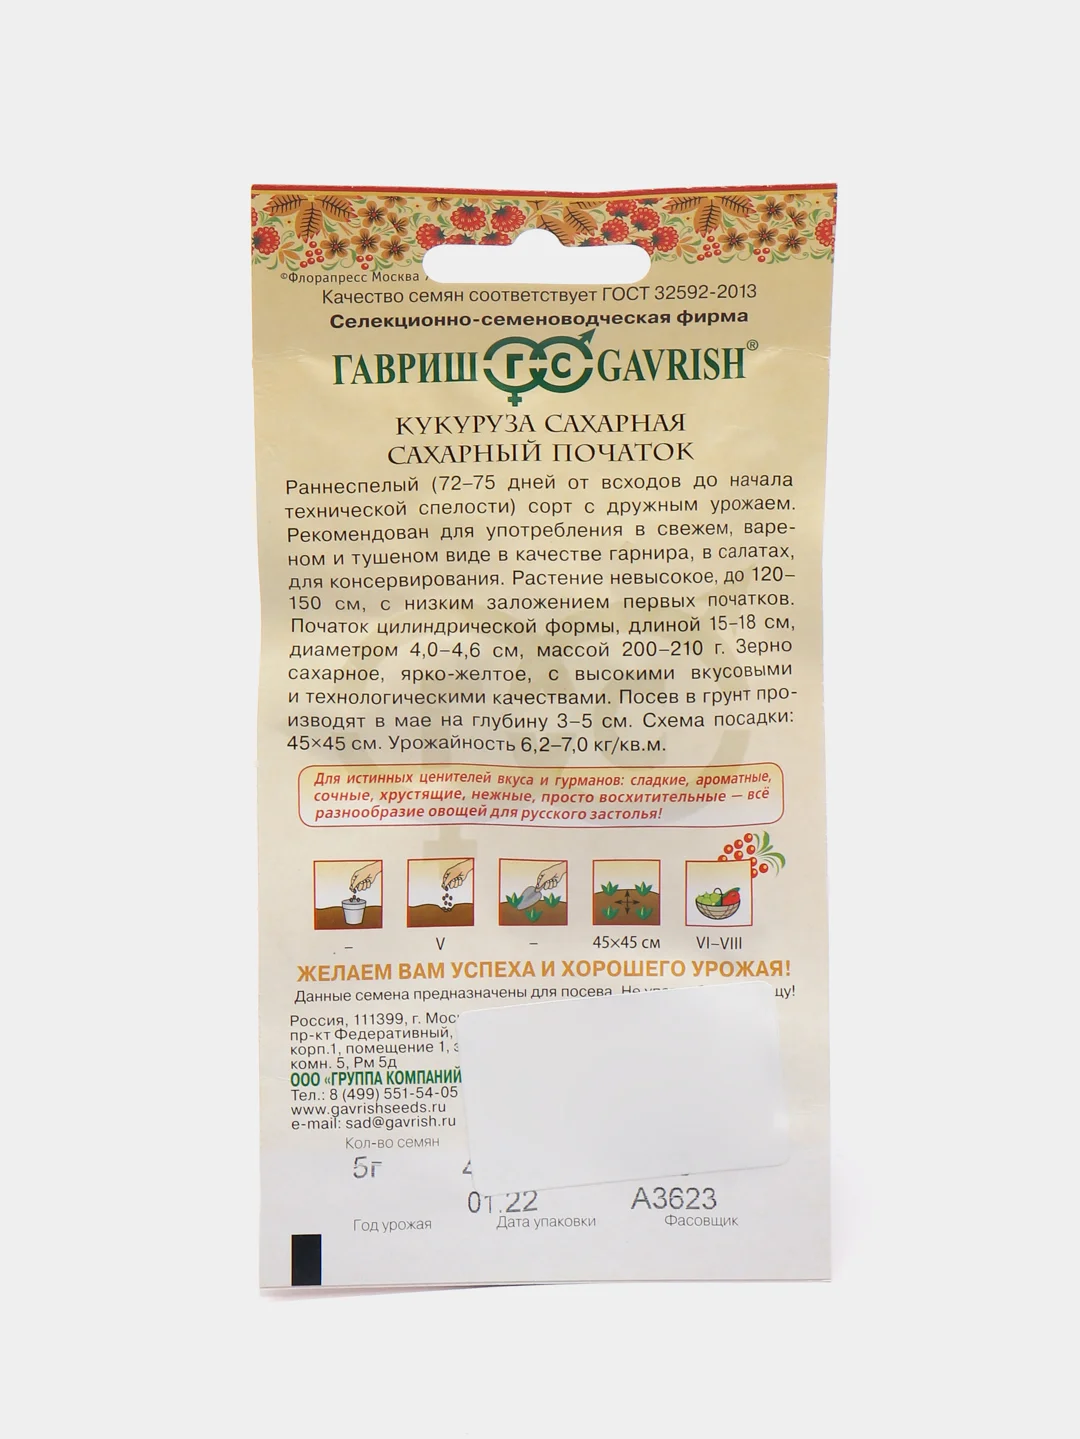 ©Флорапресс Москва
Качество семян соответствует ГОСТ 32592-2013
Селекционно-семеноводческая фирма
ГАВРИШ ГС GAVRISH®
КУКУРУЗА САХАРНАЯ
САХАРНЫЙ ПОЧАТОК
Раннеспелый (72–75 дней от всходов до начала
технической спелости) сорт с дружным урожаем.
Рекомендован для употребления в свежем, варе-
ном и тушеном виде в качестве гарнира, в салатах,
для консервирования. Растение невысокое, до 120–
150 см, с низким заложением первых початков.
Початок цилиндрической формы, длиной 15-18 см,
диаметром 4,0–4,6 см, массой 200–210 г. Зерно
сахарное, ярко-желтое, с высокими вкусовыми
и технологическими качествами. Посев в грунт про-
изводят в мае на глубину 3–5 см. Схема посадки:
45×45 см. Урожайность 6,2–7,0 кг/кв.м.
Для истинных ценителей вкуса и гурманов: сладкие, ароматные,
сочные, хрустящие, нежные, просто восхитительные — всё
разнообразие овощей для русского застолья!
– V – 45×45 см VI–VIII
ЖЕЛАЕМ ВАМ УСПЕХА И ХОРОШЕГО УРОЖАЯ!
Данные семена предназначены для посева. Не
Россия, 111399, г.
пр-кт Федеративный,
корп.1, помещение 1,
комн. 5, Рм 5д
ООО «ГРУППА КОМПАНИЙ
Тел.: 8 (499) 551-54-05
www.gavrishseeds.ru
e-mail: sad@gavrish.ru
Кол-во семян
5г
01.22 А3623
Год урожая Дата упаковки Фасовщик